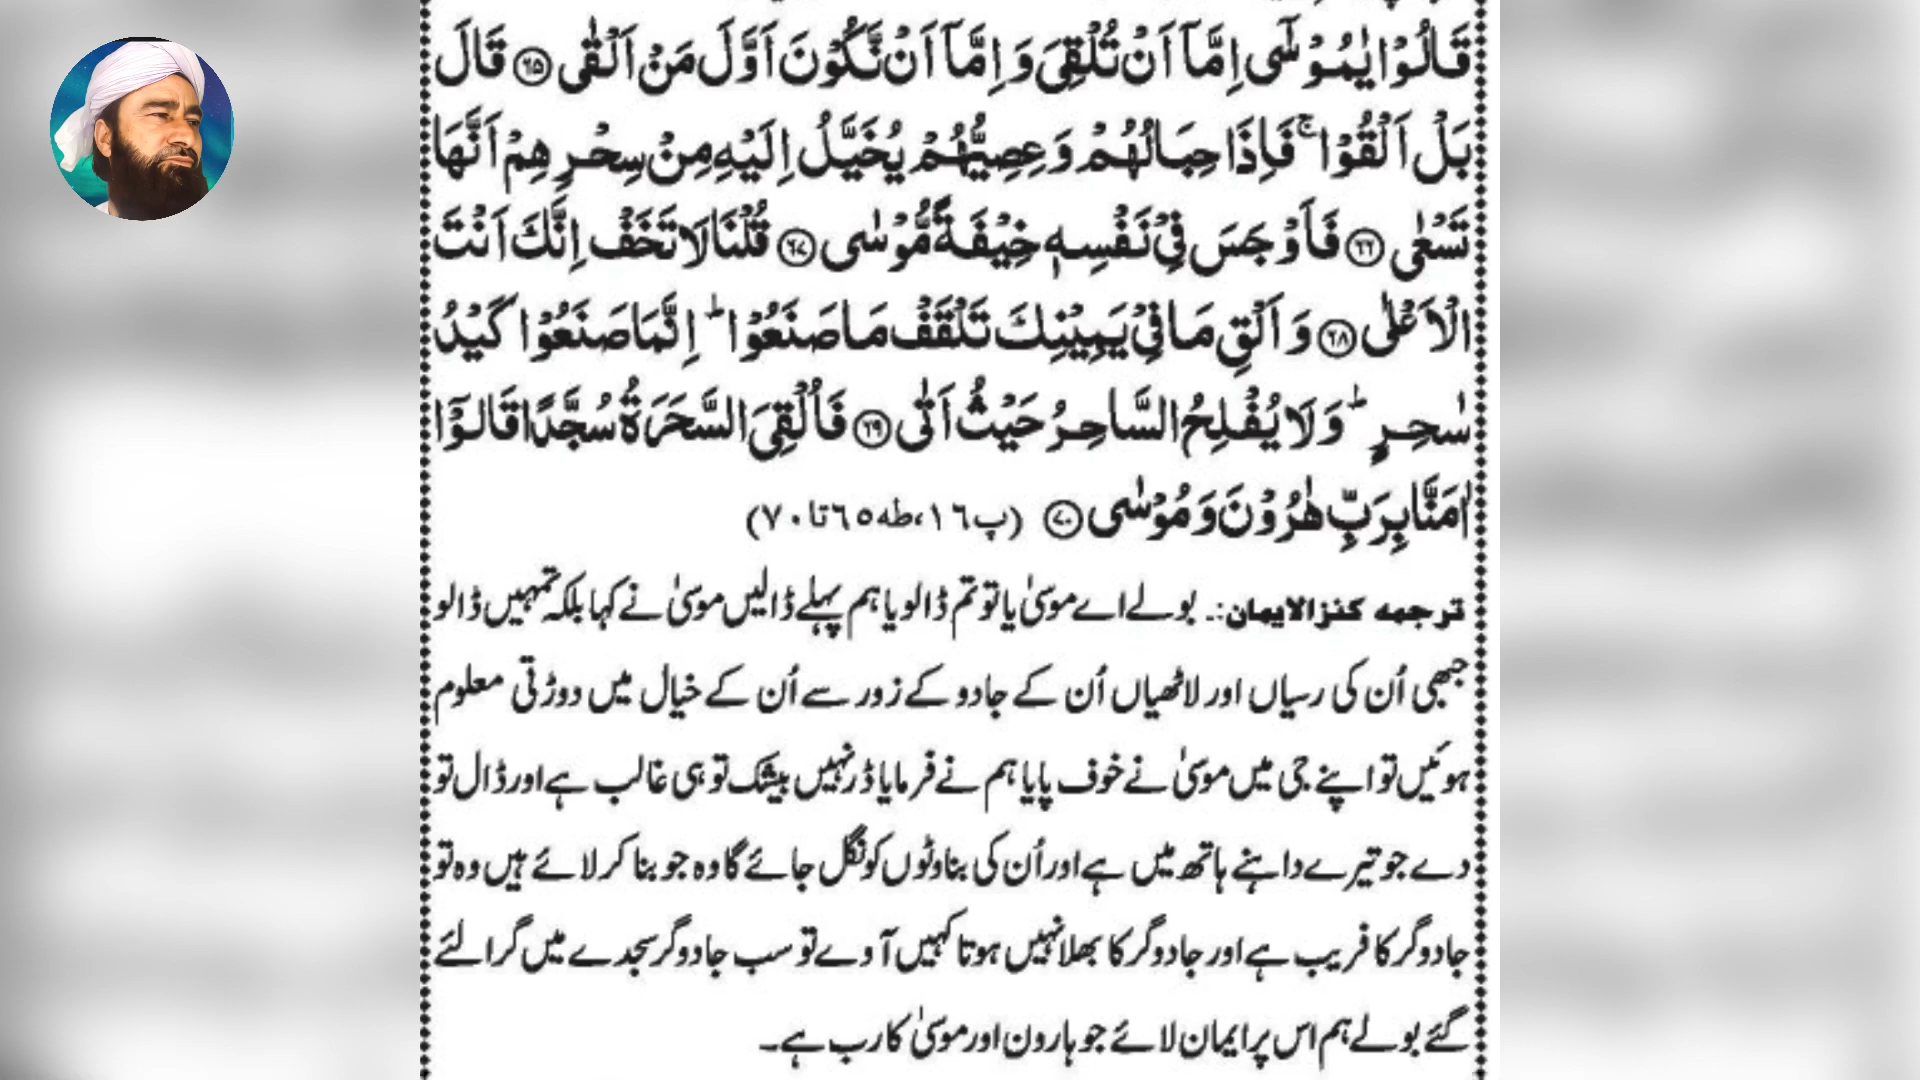 قَالُوْا یٰمُوْسٰۤى اِمَّاۤ اَنْ تُلْقِیَ وَ اِمَّاۤ اَنْ نَّكُوْنَ اَوَّلَ مَنْ اَلْقٰى ﴿۶۵﴾ قَالَ
بَلْ اَلْقُوْا ۚ فَاِذَا حِبَالُهُمْ وَ عِصِیُّهُمْ یُخَیَّلُ اِلَیْهِ مِنْ سِحْرِهِمْ اَنَّهَا
تَسْعٰى ﴿۶۶﴾ فَاَوْجَسَ فِیْ نَفْسِهٖ خِیْفَةً مُّوْسٰى ﴿۶۷﴾ قُلْنَا لَا تَخَفْ اِنَّكَ اَنْتَ
الْاَعْلٰى ﴿۶۸﴾ وَ اَلْقِ مَا فِیْ یَمِیْنِكَ تَلْقَفْ مَا صَنَعُوْا ؕ اِنَّمَا صَنَعُوْا كَیْدُ
سٰحِرٍ ؕ وَ لَا یُفْلِحُ السَّاحِرُ حَیْثُ اَتٰى ﴿۶۹﴾ فَاُلْقِیَ السَّحَرَةُ سُجَّدًا قَالُوْۤا
اٰمَنَّا بِرَبِّ هٰرُوْنَ وَ مُوْسٰى ﴿۷۰﴾ (پ١٦،طه٦٥تا٧٠)
ترجمه کنزالایمان:۔ بولے اے موسیٰ یا تو تم ڈالو یا ہم پہلے ڈالیں موسیٰ نے کہا بلکہ تمہیں ڈالو
جبھی اُن کی رسیاں اور لاٹھیاں اُن کے جادو کے زور سے اُن کے خیال میں دوڑتی معلوم
ہوئیں تو اپنے جی میں موسیٰ نے خوف پایا ہم نے فرمایا ڈر نہیں بیشک تو ہی غالب ہے اور ڈال تو
دے جو تیرے داہنے ہاتھ میں ہے اور اُن کی بناوٹوں کو نگل جائے گا وہ جو بنا کر لائے ہیں وہ تو
جادوگر کا فریب ہے اور جادوگر کا بھلا نہیں ہوتا کہیں آوے تو سب جادوگر سجدے میں گرا لئے
گئے بولے ہم اس پر ایمان لائے جو ہارون اور موسیٰ کا رب ہے۔